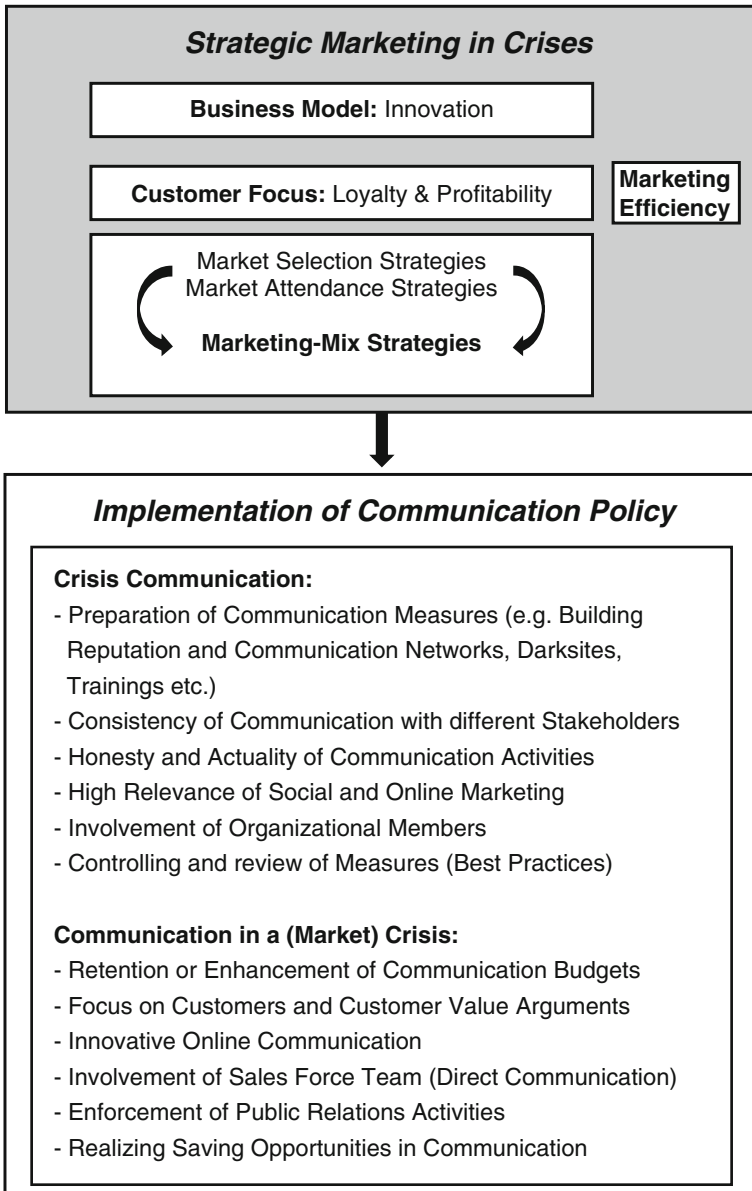 Strategic Marketing in Crises
Business Model: Innovation
Customer Focus: Loyalty & Profitability
Marketing
Efficiency
Market Selection Strategies
Market Attendance Strategies
Marketing-Mix Strategies
Implementation of Communication Policy
Crisis Communication:
- Preparation of Communication Measures (e.g. Building
Reputation and Communication Networks, Darksites,
Trainings etc.)
- Consistency of Communication with different Stakeholders
- Honesty and Actuality of Communication Activities
- High Relevance of Social and Online Marketing
- Involvement of Organizational Members
- Controlling and review of Measures (Best Practices)
Communication in a (Market) Crisis:
- Retention or Enhancement of Communication Budgets
- Focus on Customers and Customer Value Arguments
- Innovative Online Communication
- Involvement of Sales Force Team (Direct Communication)
- Enforcement of Public Relations Activities
- Realizing Saving Opportunities in Communication